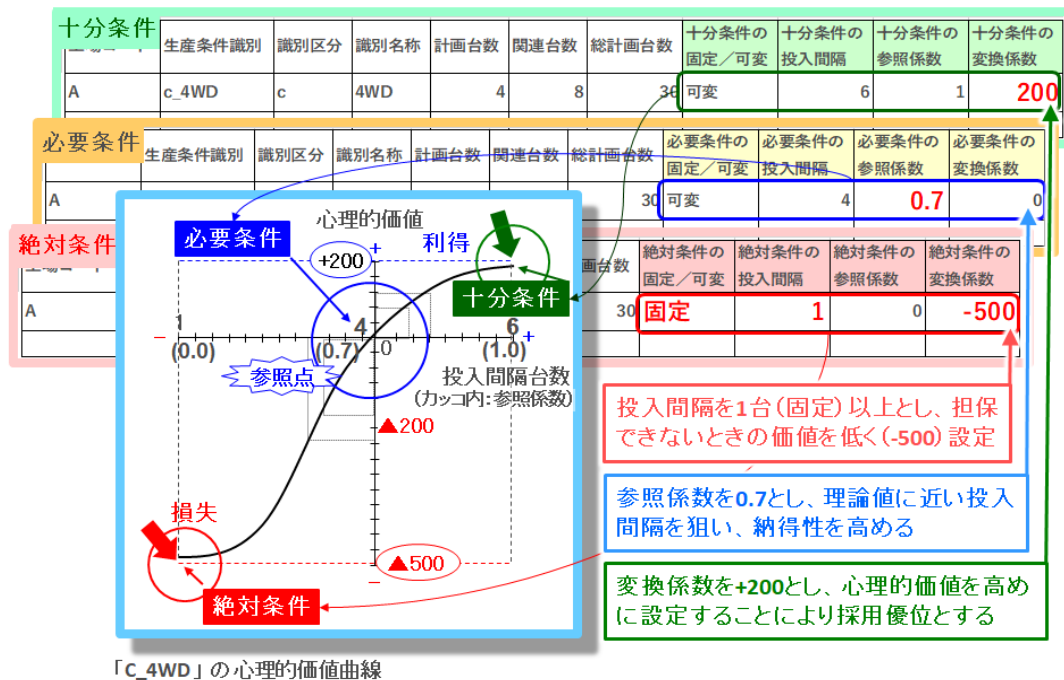 十分条件
生産条件識別 識別区分 識別名称 計画台数 関連台数 総計画台数 十分条件の固定／可変 十分条件の投入間隔 十分条件の参照係数 十分条件の変換係数
A c_4WD c 4WD 4 8 30 可変 6 1 200
必要条件
生産条件識別 識別区分 識別名称 計画台数 関連台数 総計画台数 必要条件の固定／可変 必要条件の投入間隔 必要条件の参照係数 必要条件の変換係数
A 30 可変 4 0.7 0
絶対条件
画台数 絶対条件の固定／可変 絶対条件の投入間隔 絶対条件の参照係数 絶対条件の変換係数
A 30 固定 1 0 -500
心理的価値
必要条件
+
利得
+200
十分条件
1 4 6
− 0 +
(0.0) (0.7) (1.0)
参照点
投入間隔台数
(カッコ内：参照係数)
▲200
損失
▲500
−
絶対条件
投入間隔を1台(固定)以上とし、担保
できないときの価値を低く(-500)設定
参照係数を0.7とし、理論値に近い投入
間隔を狙い、納得性を高める
変換係数を+200とし、心理的価値を高め
に設定することにより採用優位とする
「C_4WD」の心理的価値曲線